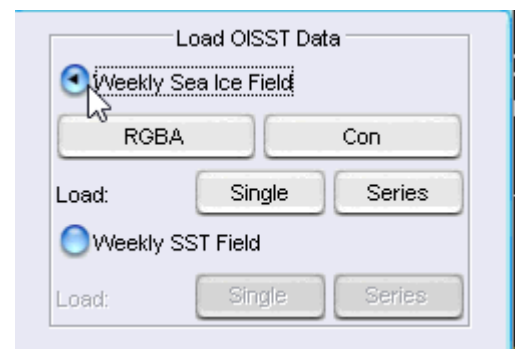 Load OISST Data
Weekly Sea Ice Field
RGBA Con
Load: Single Series
Weekly SST Field
Load: Single Series